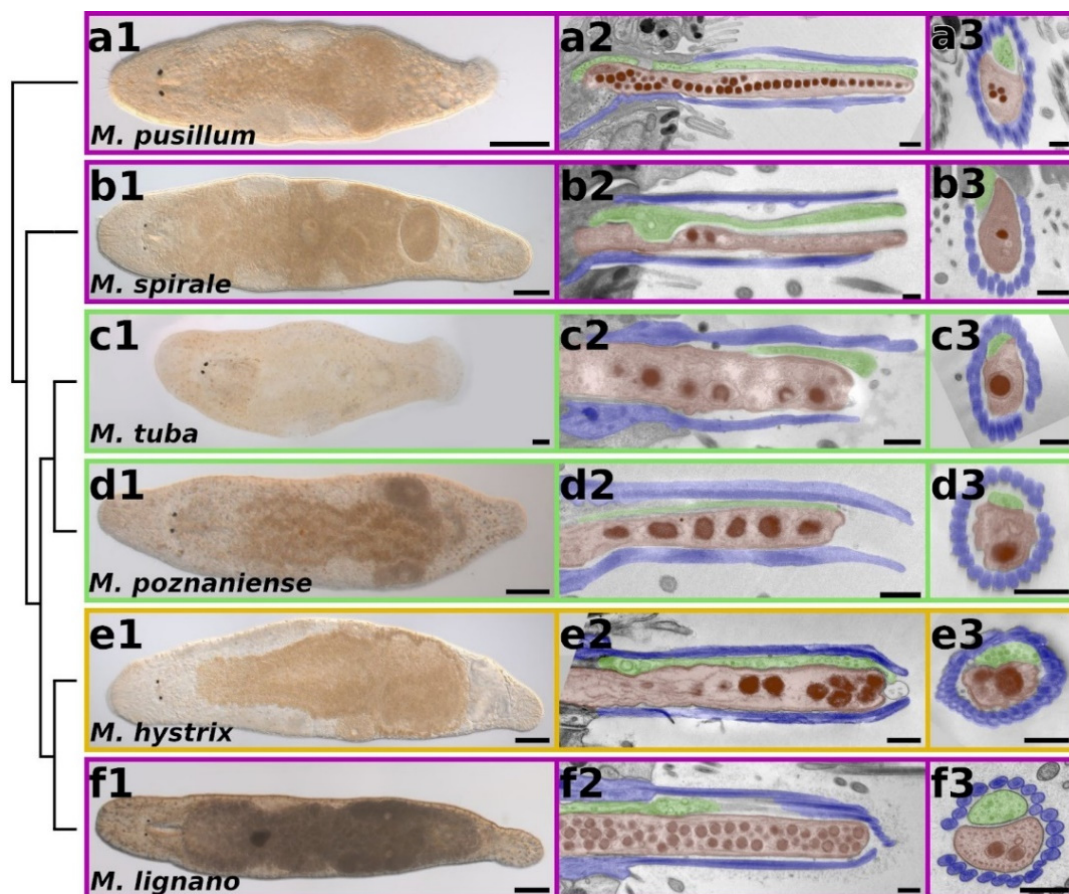 a1 a2 a3
M. pusillum
b1 b2 b3
M. spirale
c1 c2 c3
M. tuba
d1 d2 d3
M. poznaniense
e1 e2 e3
M. hystrix
f1 f2 f3
M. lignano